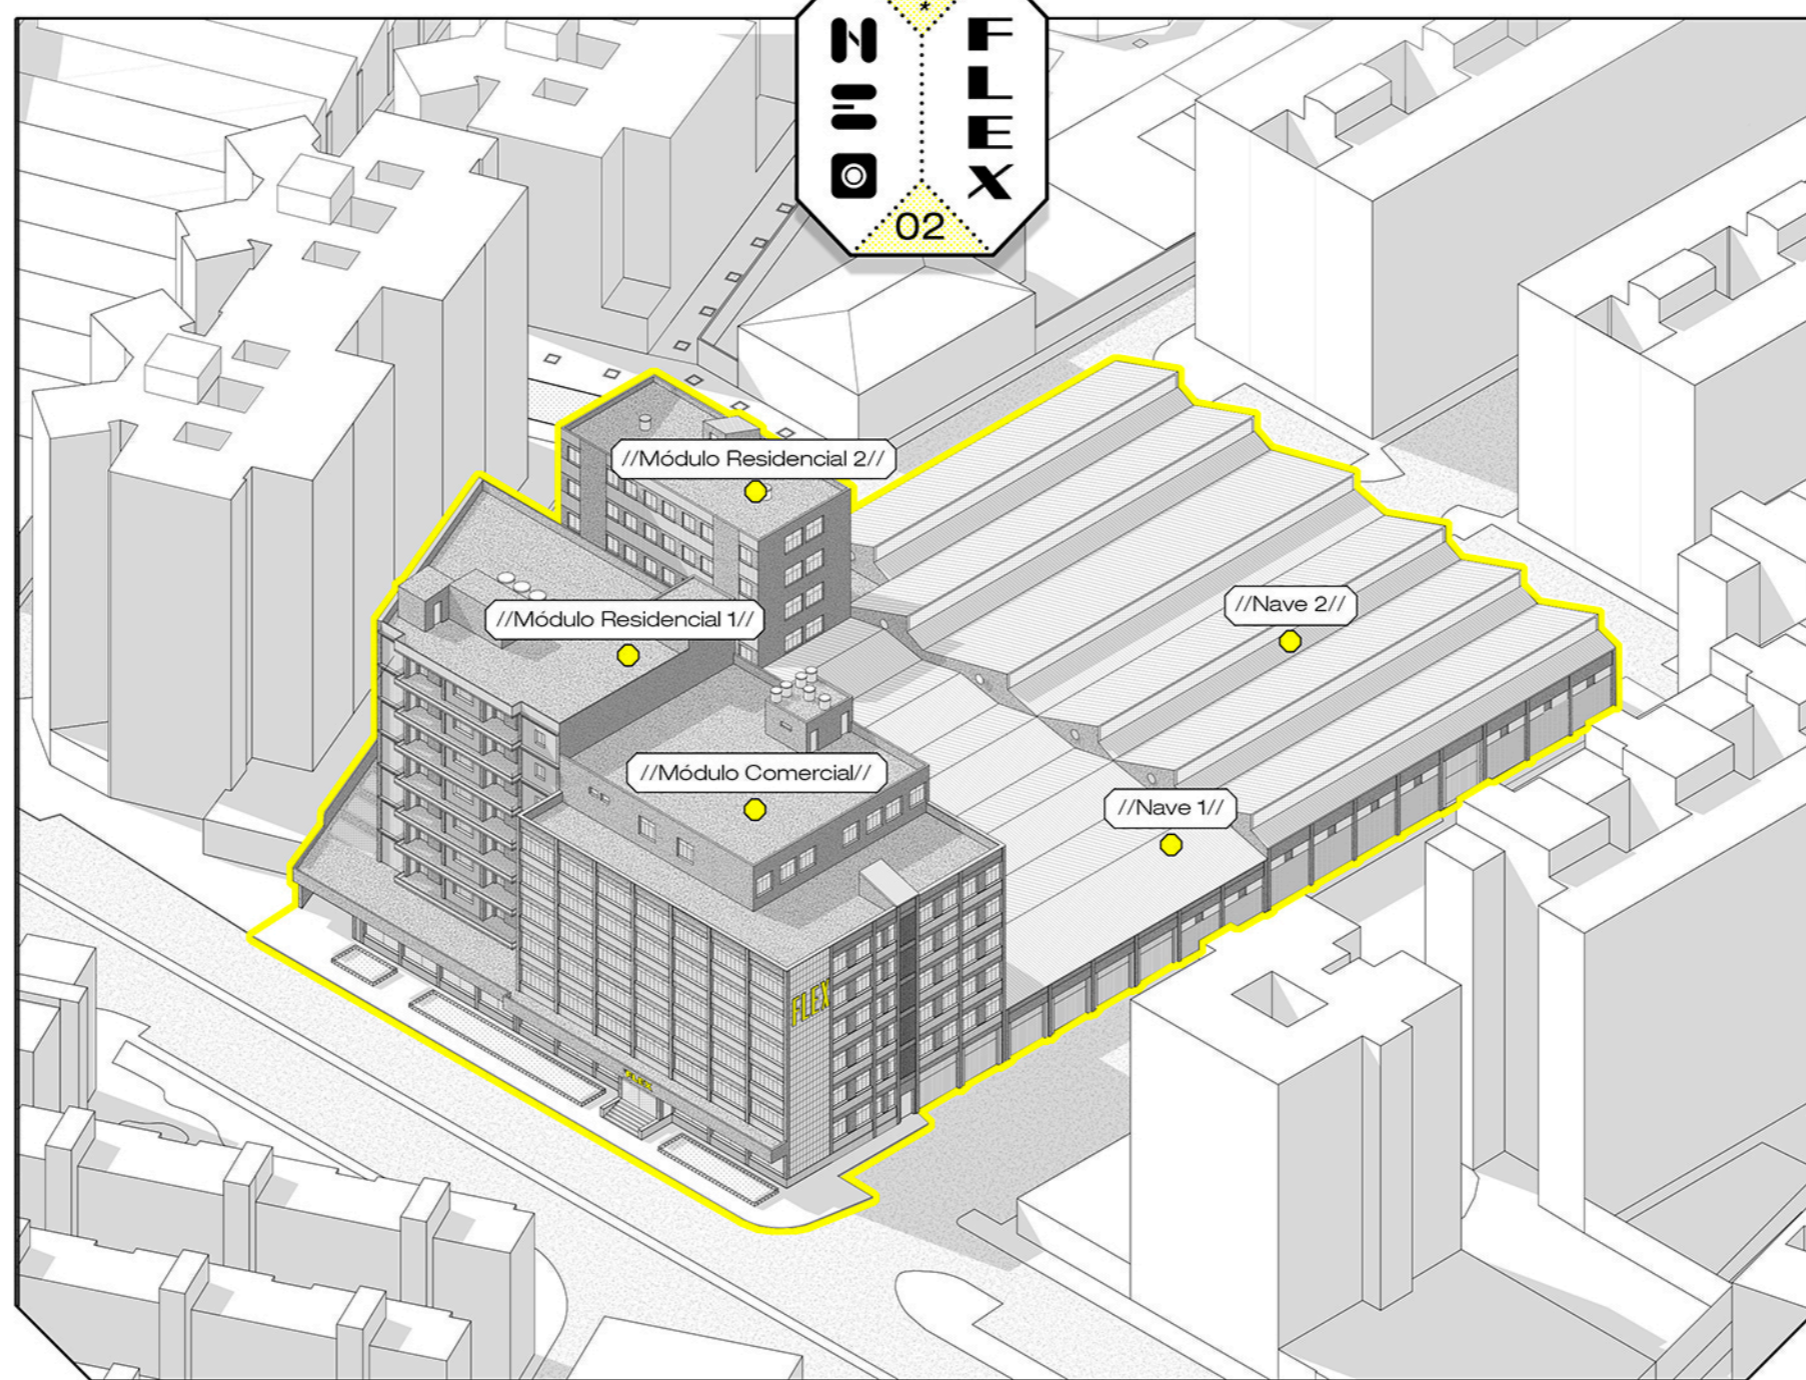 *
NEO
FLEX
02
//Módulo Residencial 2//
//Nave 2//
//Módulo Residencial 1//
//Módulo Comercial//
//Nave 1//
FLEX
FLEX